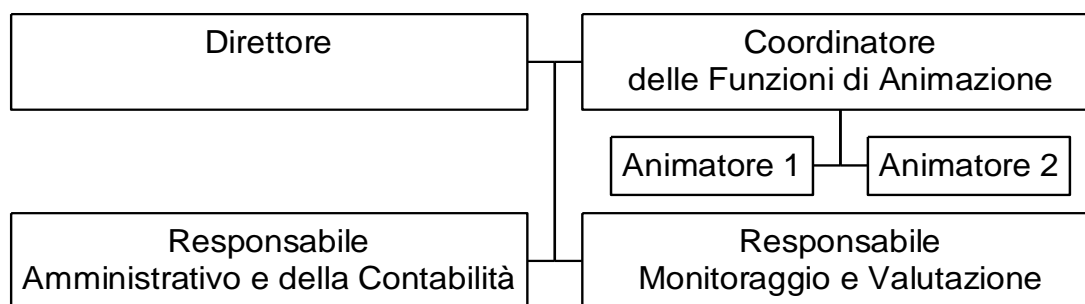 Direttore
Coordinatore
delle Funzioni di Animazione
Animatore 1
Animatore 2
Responsabile
Amministrativo e della Contabilità
Responsabile
Monitoraggio e Valutazione